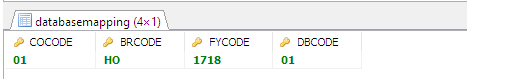 databasemapping (4×1)
COCODE BRCODE FYCODE DBCODE
01 HO 1718 01